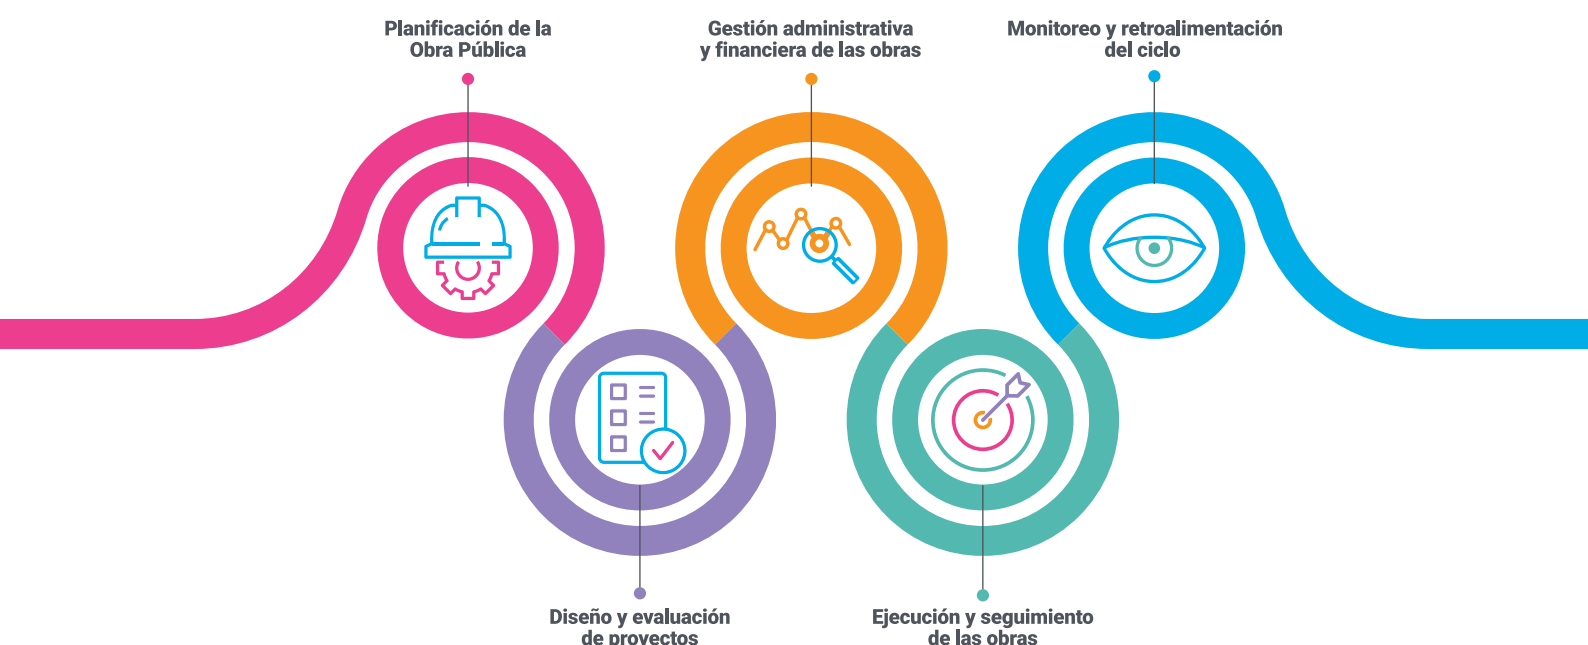 Planificación de la
Obra Pública
Gestión administrativa
y financiera de las obras
Monitoreo y retroalimentación
del ciclo
Diseño y evaluación
de proyectos
Ejecución y seguimiento
de las obras